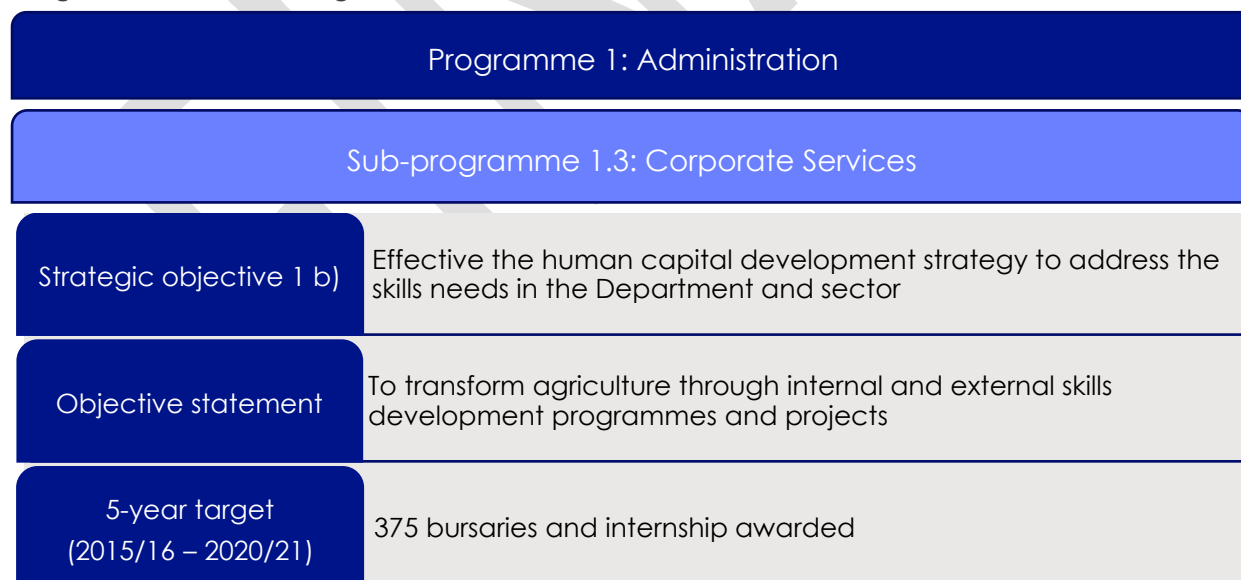 Programme 1: Administration
Sub-programme 1.3: Corporate Services
Strategic objective 1 b)
Effective the human capital development strategy to address the
skills needs in the Department and sector
Objective statement
To transform agriculture through internal and external skills
development programmes and projects
5-year target
(2015/16 – 2020/21)
375 bursaries and internship awarded